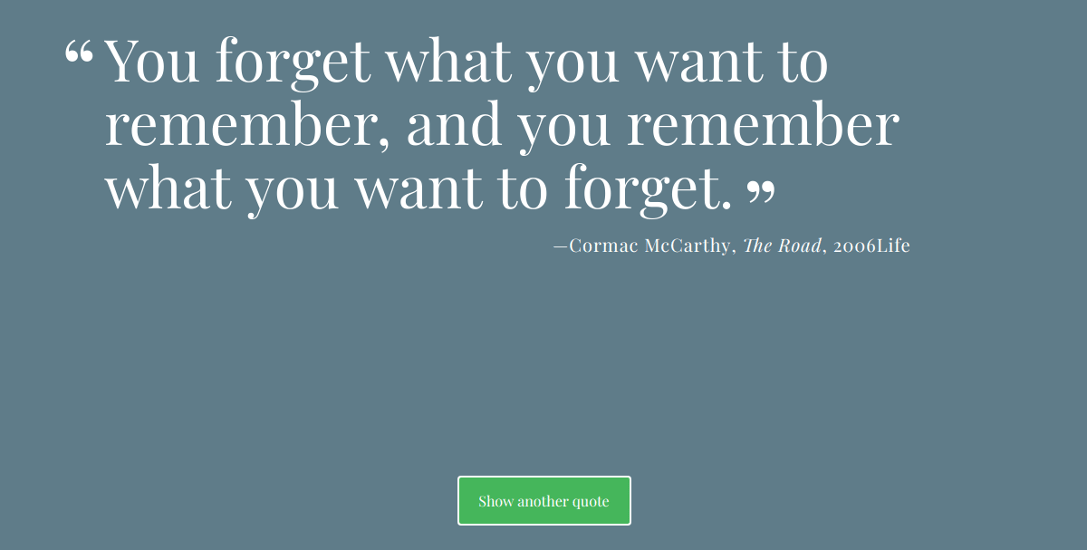 “ You forget what you want to
remember, and you remember
what you want to forget. ”
—Cormac McCarthy, The Road, 2006Life
Show another quote